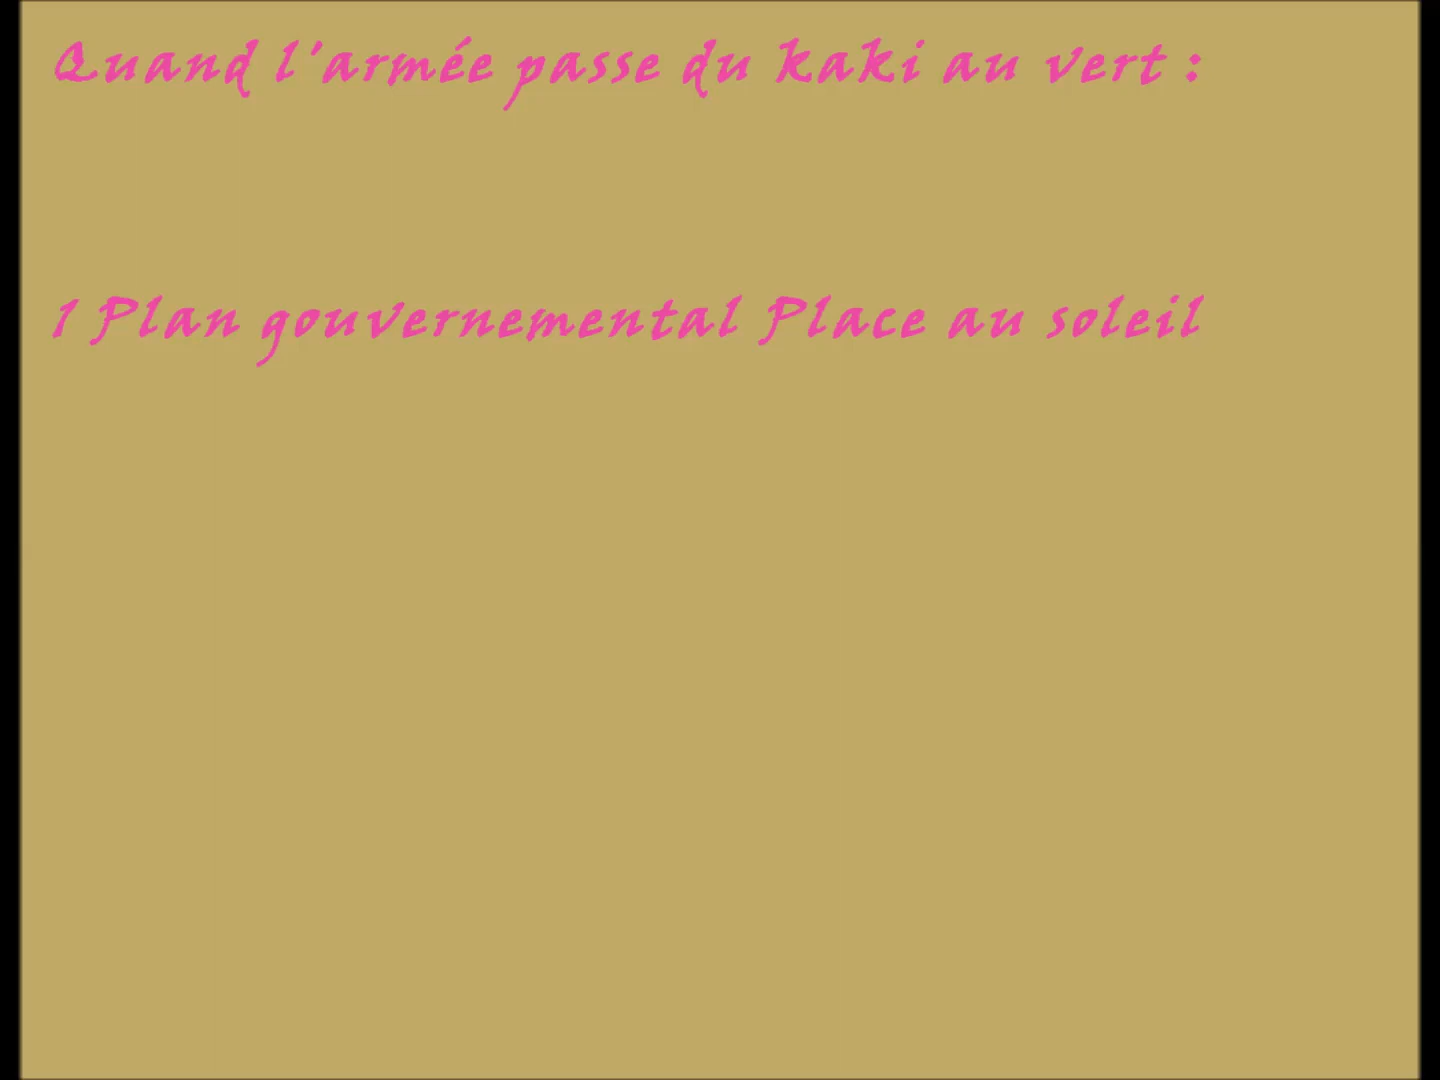 Quand l'armée passe du kaki au vert :
1 Plan gouvernemental Place au soleil